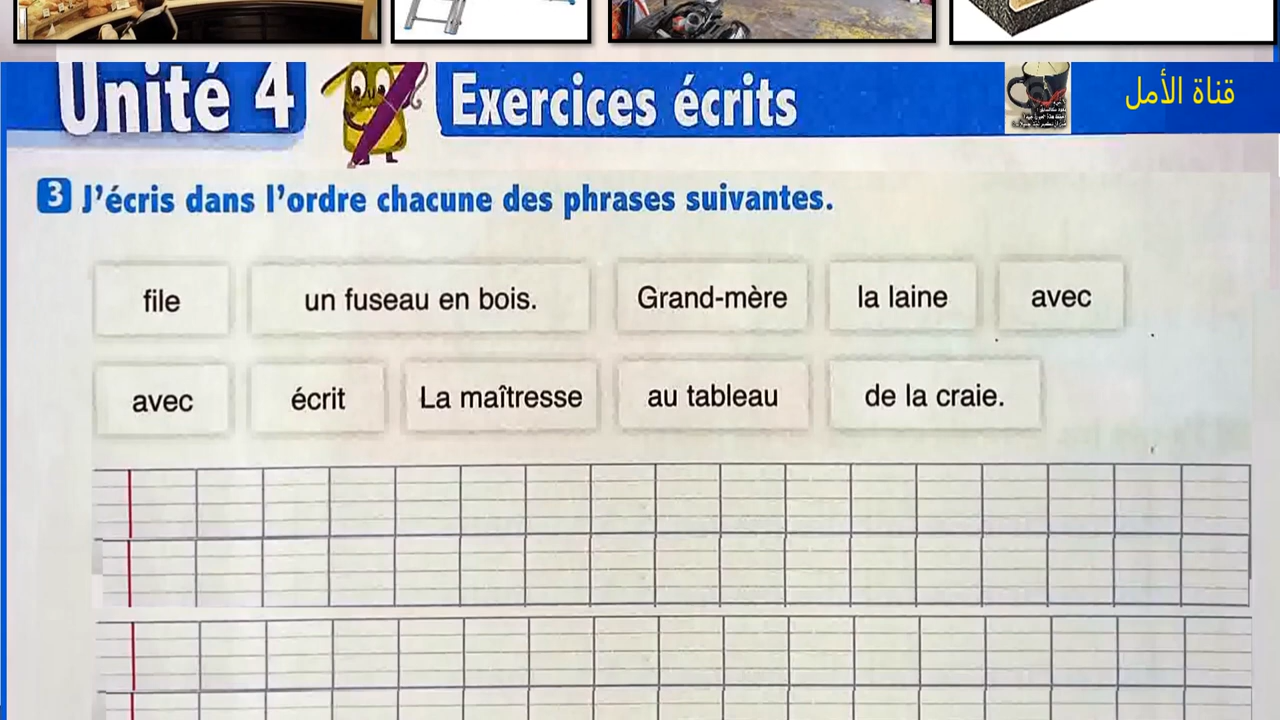 Unité 4
Exercices écrits
قناة الأمل
3 J'écris dans l'ordre chacune des phrases suivantes.
file un fuseau en bois. Grand-mère la laine avec
avec écrit La maîtresse au tableau de la craie.